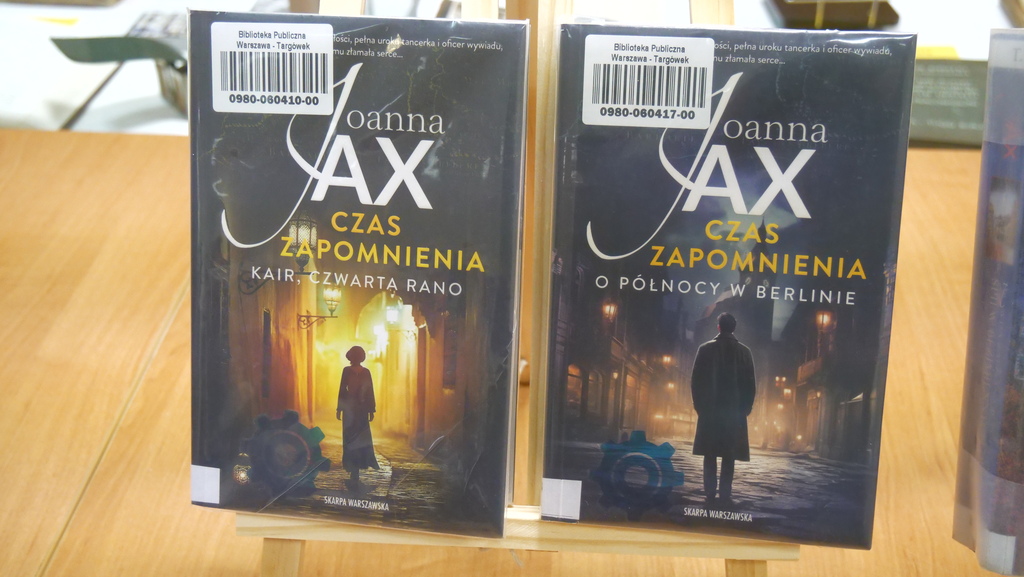 Biblioteka Publiczna
Warszawa - Targówek
0980-060410-00
pełna uroku tancerka i oficer wywiadu,
mu złamała serce...
Joanna
JAX
CZAS
ZAPOMNIENIA
KAIR, CZWARTA RANO
SKARPA WARSZAWSKA
Biblioteka Publiczna
Warszawa - Targówek
0980-060417-00
pełna uroku tancerka i oficer wywiadu,
mu złamała serce...
Joanna
JAX
CZAS
ZAPOMNIENIA
O PÓŁNOCY W BERLINIE
SKARPA WARSZAWSKA